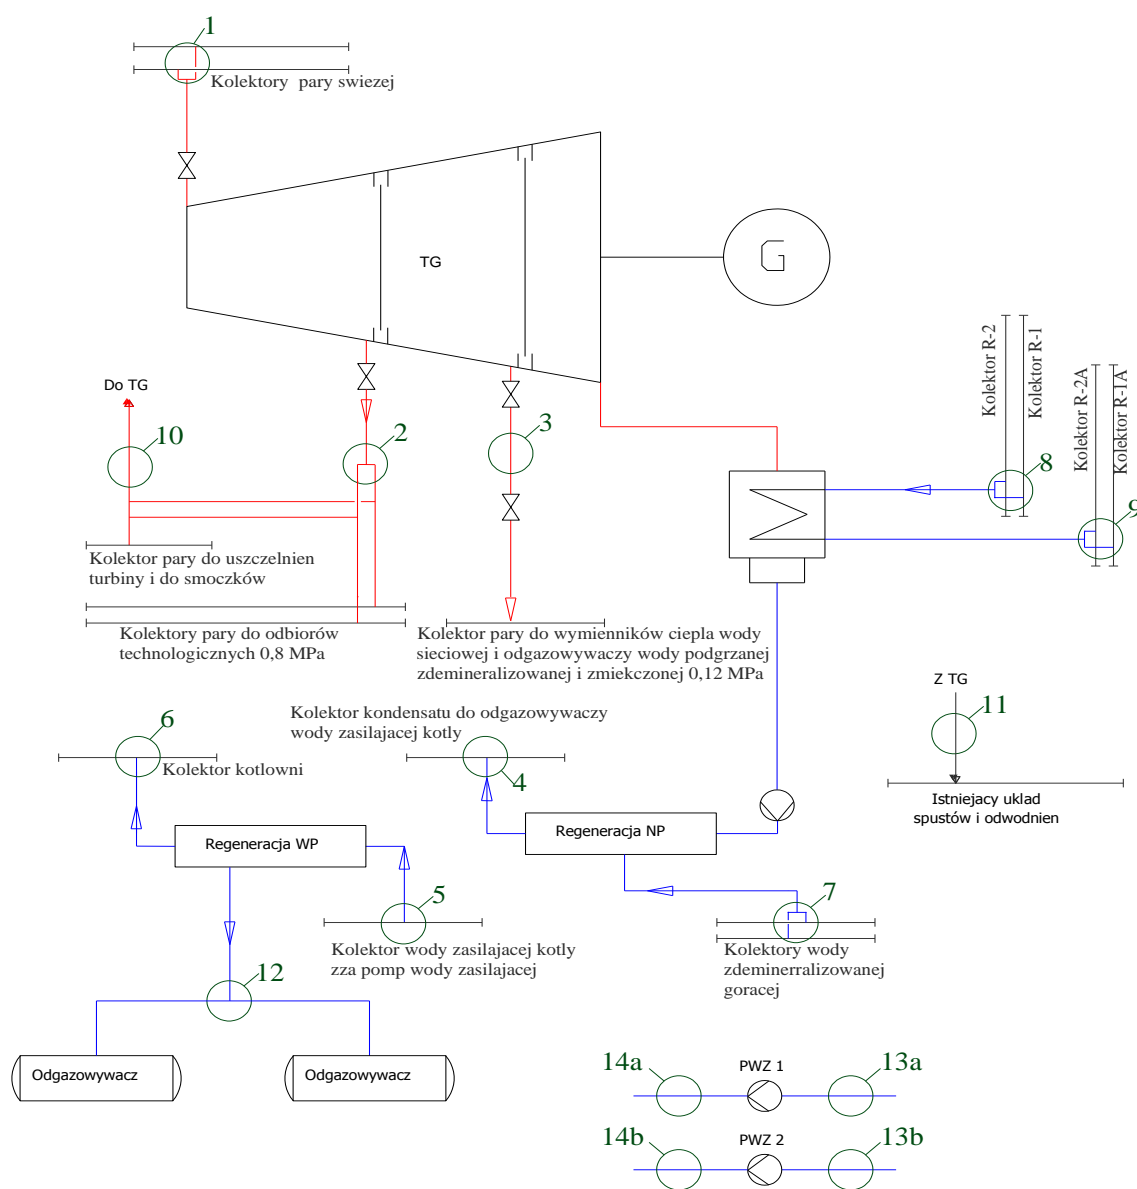 1
Kolektory pary swiezej
TG
G
Kolektor R-2
Kolektor R-1
Kolektor R-2A
Kolektor R-1A
Do TG
10
2
3
8
9
Kolektor pary do uszczelnien
turbiny i do smoczków
Kolektory pary do odbiorów
technologicznych 0,8 MPa
Kolektor pary do wymienników ciepla wody
sieciowej i odgazowywaczy wody podgrzanej
zdemineralizowanej i zmiekczonej 0,12 MPa
Z TG
11
Istniejacy uklad
spustów i odwodnien
Kolektor kondensatu do odgazowywaczy
wody zasilajacej kotly
6
Kolektor kotlowni
4
Regeneracja WP
Regeneracja NP
5
7
Kolektor wody zasilajacej kotly
zza pomp wody zasilajacej
Kolektory wody
zdeminerralizowanej
goracej
12
Odgazowywacz
Odgazowywacz
14a
PWZ 1
13a
14b
PWZ 2
13b